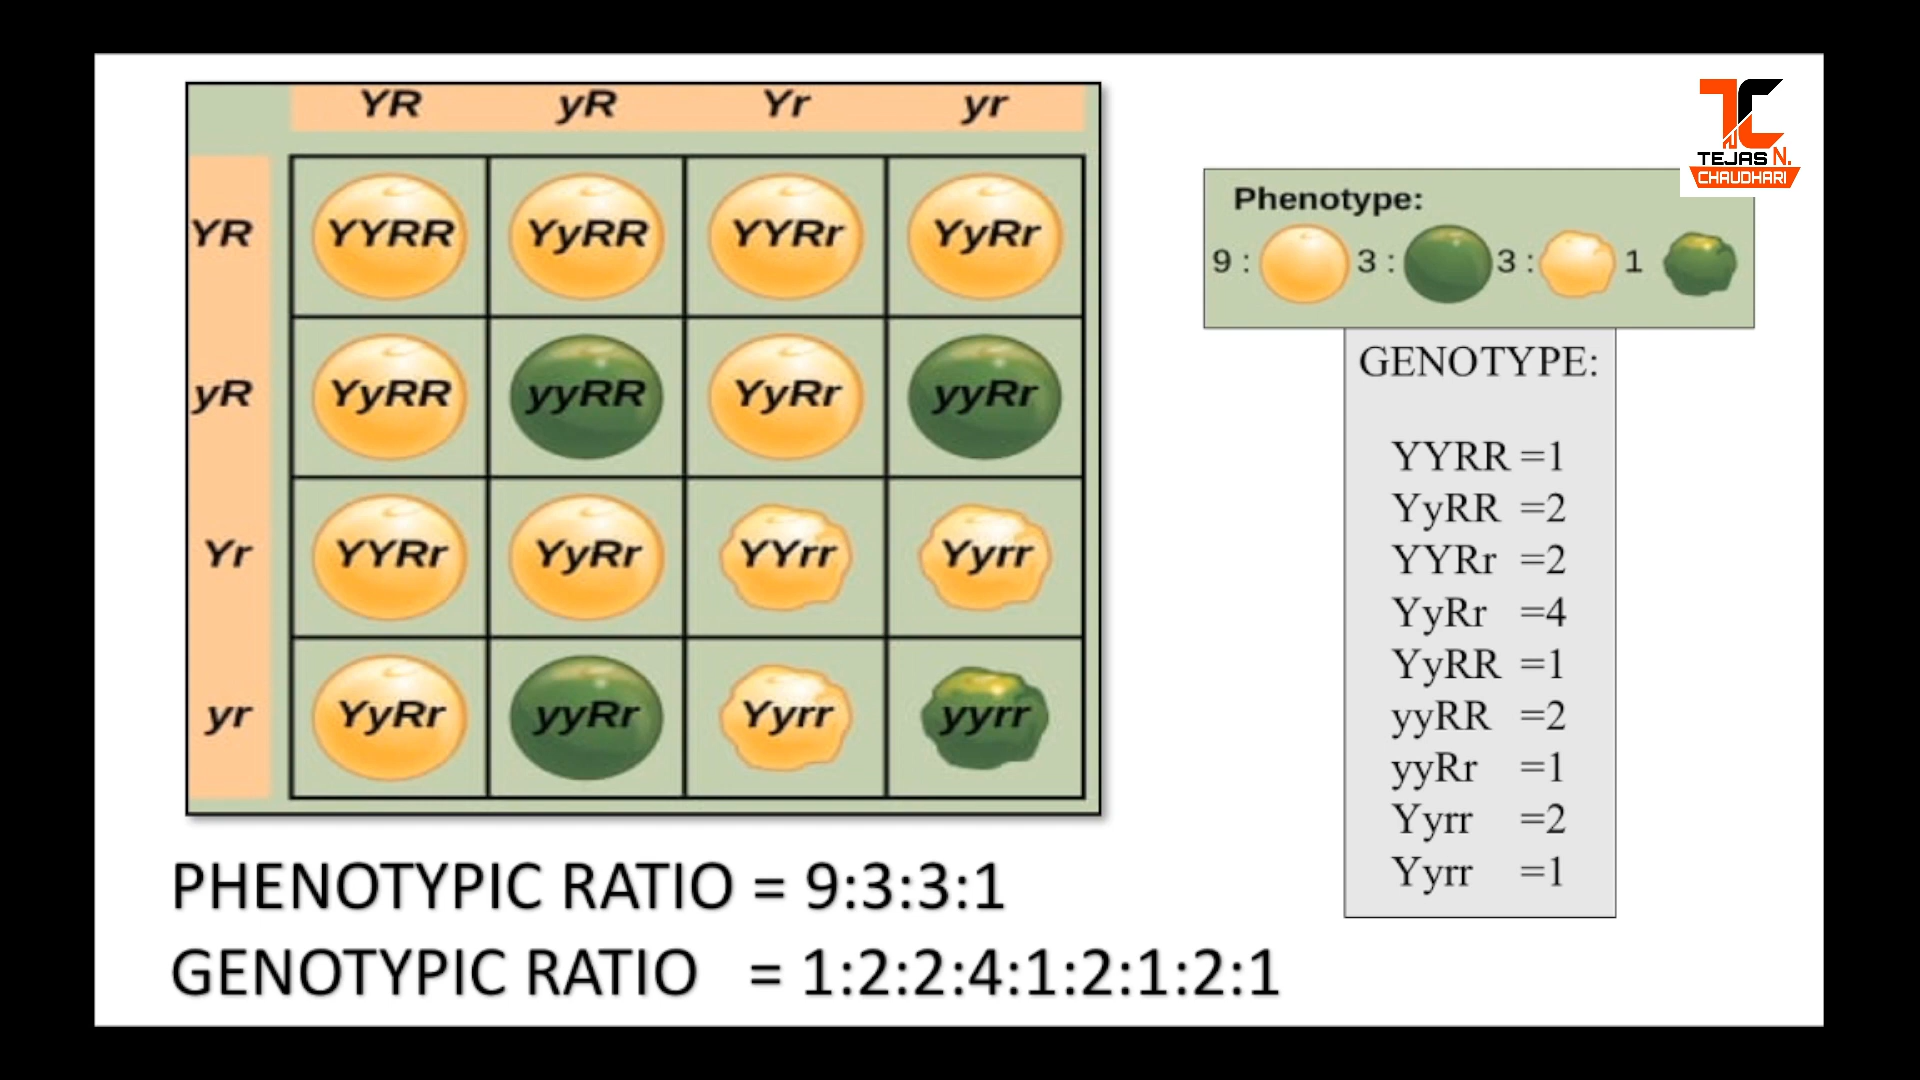 YR yR Yr yr
YR YYRR YyRR YYRr YyRr
yR YyRR yyRR YyRr yyRr
Yr YYRr YyRr YYrr Yyrr
yr YyRr yyRr Yyrr yyrr
TC
TEJAS N.
CHAUDHARI
Phenotype:
9 : 3 : 3 : 1
GENOTYPE:
YYRR =1
YyRR =2
YYRr =2
YyRr =4
YyRR =1
yyRR =2
yyRr =1
Yyrr =2
Yyrr =1
PHENOTYPIC RATIO = 9:3:3:1
GENOTYPIC RATIO = 1:2:2:4:1:2:1:2:1